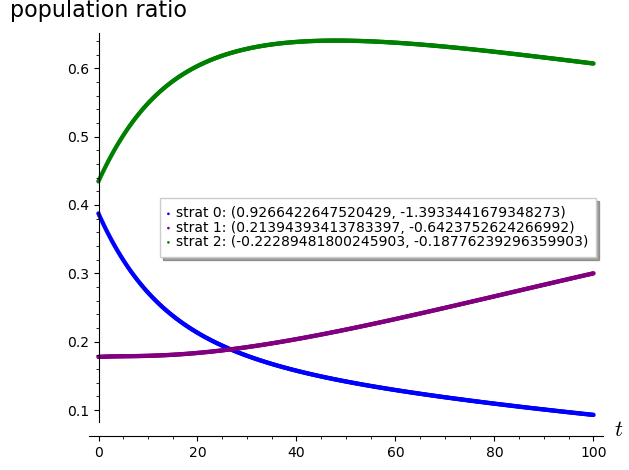 population ratio
0.6
0.5
0.4
strat 0: (0.9266422647520429, -1.3933441679348273)
strat 1: (0.21394393413783397, -0.6423752624266992)
strat 2: (-0.22289481800245903, -0.18776239296359903)
0.3
0.2
0.1
t
0 20 40 60 80 100